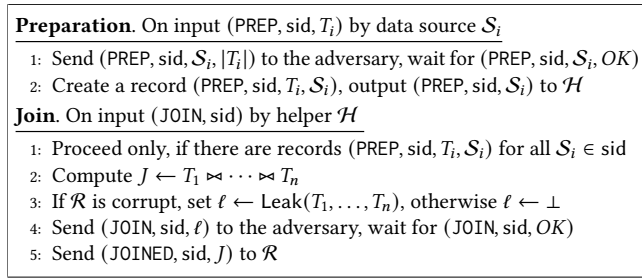 Preparation. On input (PREP, sid, T_i) by data source 𝒮_i
1: Send (PREP, sid, 𝒮_i, |T_i|) to the adversary, wait for (PREP, sid, 𝒮_i, OK)
2: Create a record (PREP, sid, T_i, 𝒮_i), output (PREP, sid, 𝒮_i) to ℋ
Join. On input (JOIN, sid) by helper ℋ
1: Proceed only, if there are records (PREP, sid, T_i, 𝒮_i) for all 𝒮_i ∈ sid
2: Compute J ← T_1 ⋈ ⋯ ⋈ T_n
3: If ℛ is corrupt, set ℓ ← Leak(T_1, . . . , T_n), otherwise ℓ ← ⊥
4: Send (JOIN, sid, ℓ) to the adversary, wait for (JOIN, sid, OK)
5: Send (JOINED, sid, J) to ℛ